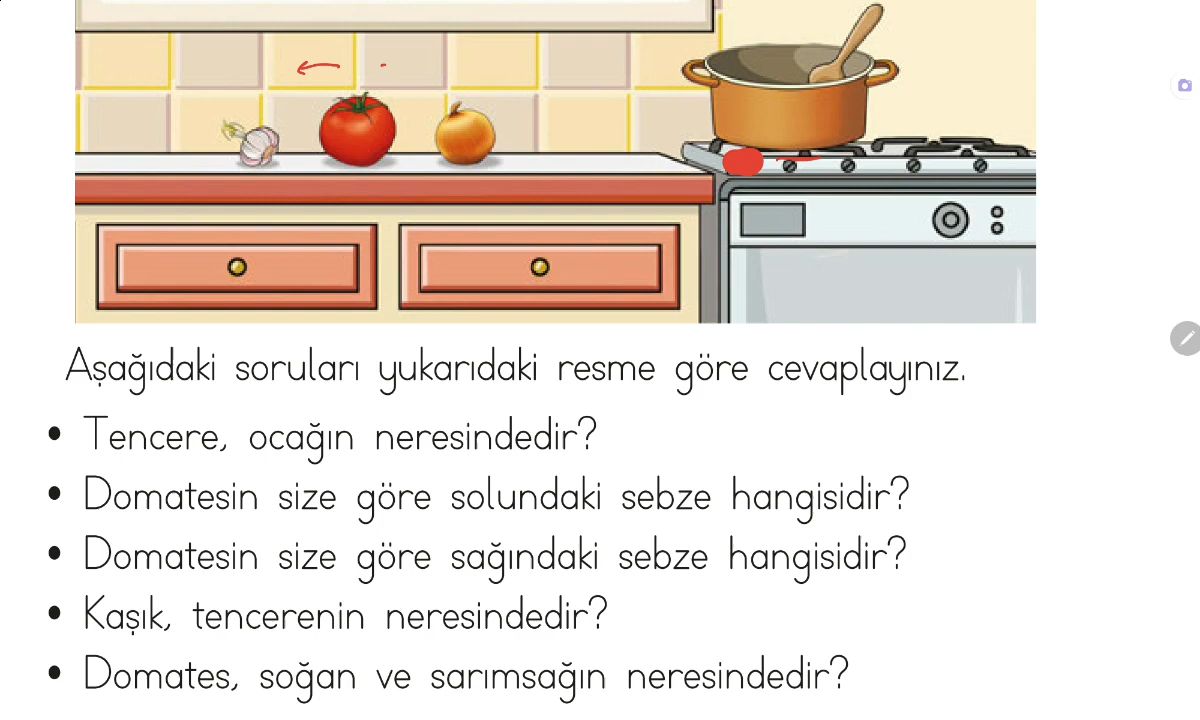 Aşağıdaki soruları yukarıdaki resme göre cevaplayınız.
• Tencere, ocağın neresindedir?
• Domatesin size göre solundaki sebze hangisidir?
• Domatesin size göre sağındaki sebze hangisidir?
• Kaşık, tencerenin neresindedir?
• Domates, soğan ve sarımsağın neresindedir?